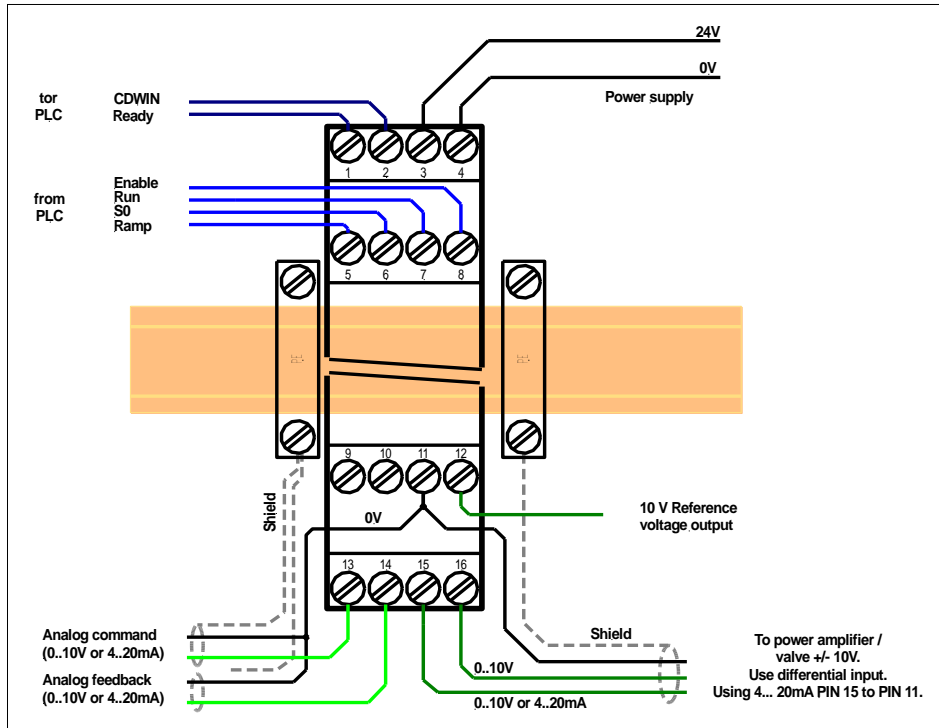 24V
0V
Power supply
tor
PLC
CDWIN
Ready
1 2 3 4
from
PLC
Enable
Run
S0
Ramp
5 6 7 8
PE
PE
9 10 11 12
Shield
0V
10 V Reference
voltage output
13 14 15 16
Analog command
(0..10V or 4..20mA)
Analog feedback
(0..10V or 4..20mA)
Shield
0..10V
0..10V or 4..20mA
To power amplifier /
valve +/- 10V.
Use differential input.
Using 4... 20mA PIN 15 to PIN 11.